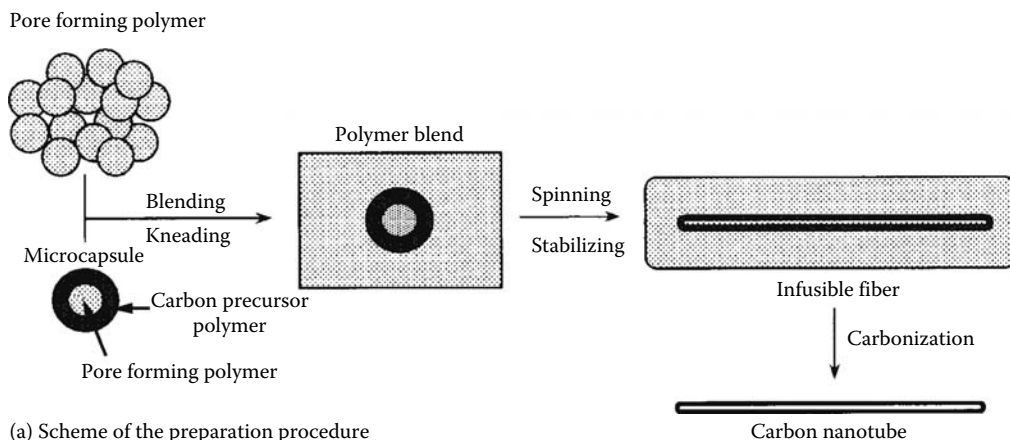 Pore forming polymer
Blending
Kneading
Microcapsule
Carbon precursor
polymer
Pore forming polymer
Polymer blend
Spinning
Stabilizing
Infusible fiber
Carbonization
Carbon nanotube
(a) Scheme of the preparation procedure